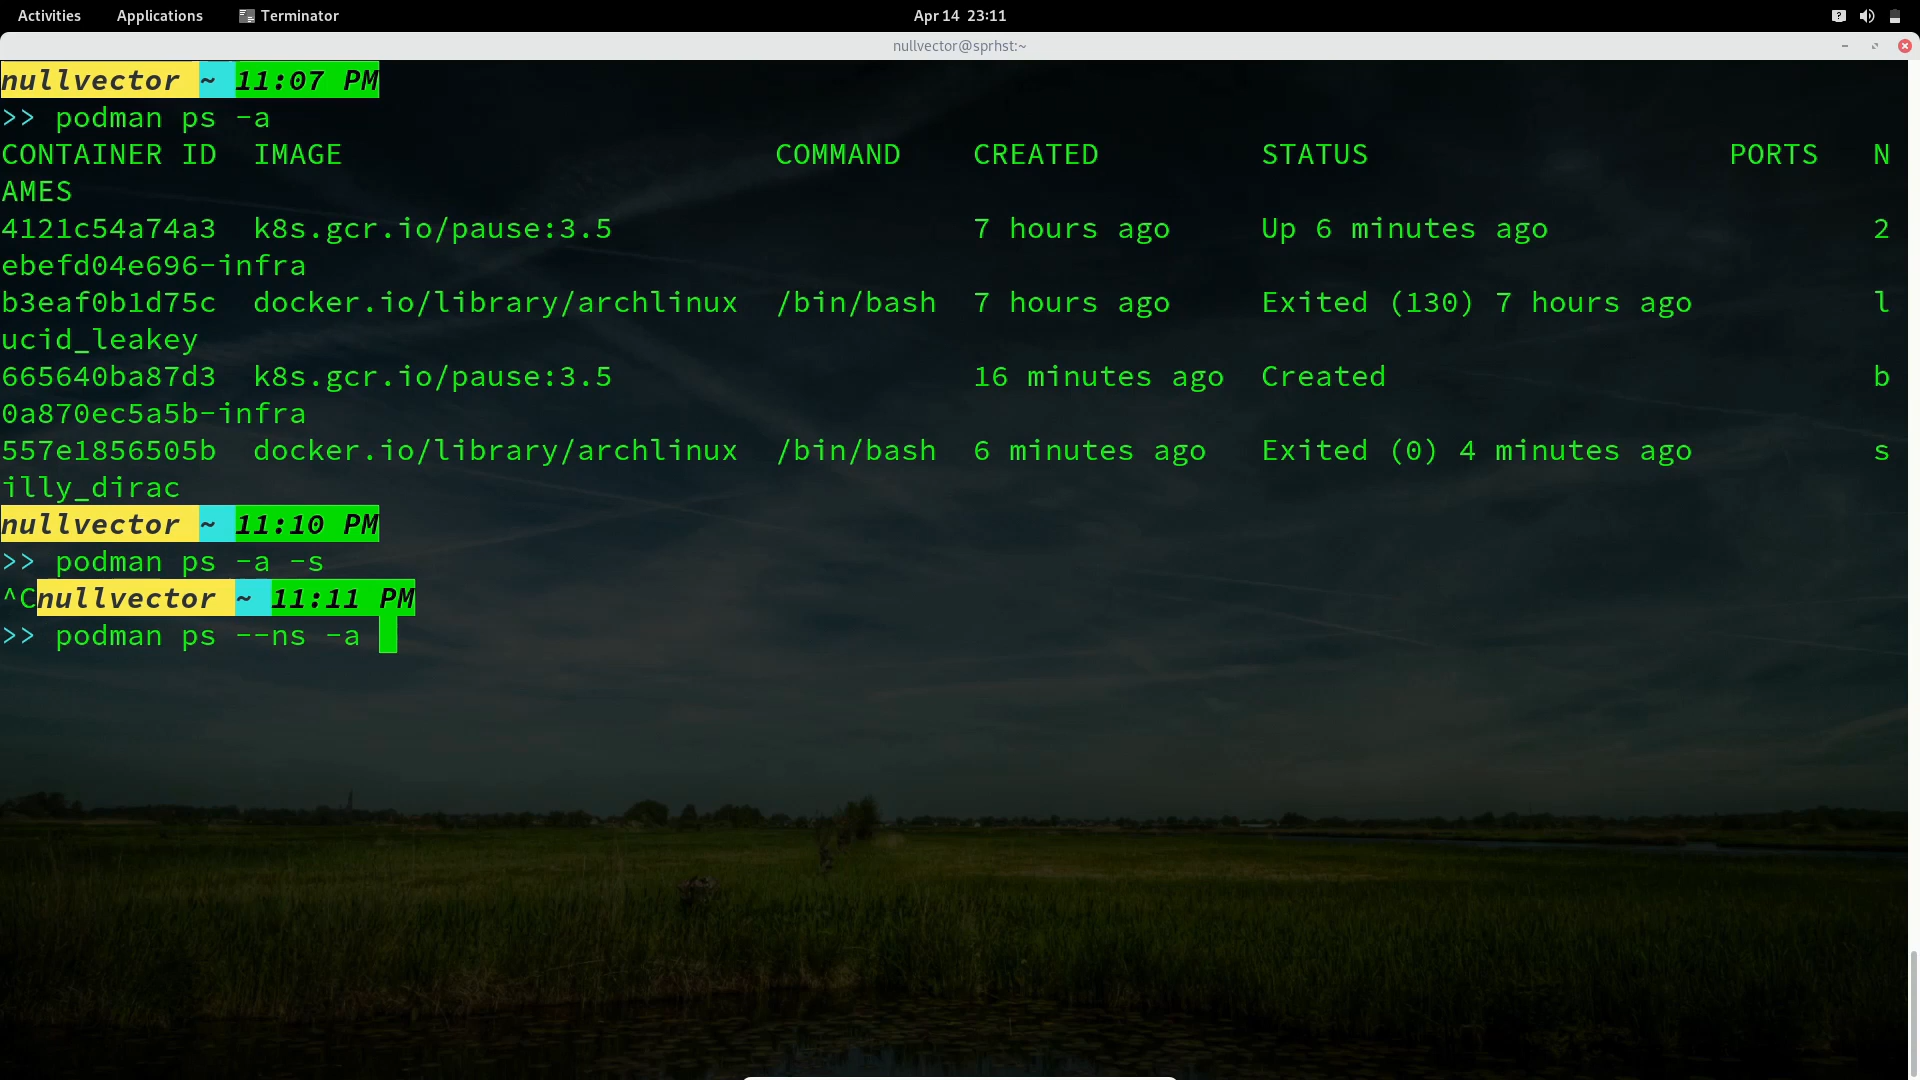 Activities Applications Terminator Apr 14 23:11
nullvector@sprhst:~
nullvector ~ 11:07 PM
>> podman ps -a
CONTAINER ID  IMAGE                        COMMAND    CREATED         STATUS                    PORTS   N
AMES
4121c54a74a3  k8s.gcr.io/pause:3.5                    7 hours ago     Up 6 minutes ago                  2
ebefd04e696-infra
b3eaf0b1d75c  docker.io/library/archlinux  /bin/bash  7 hours ago     Exited (130) 7 hours ago          l
ucid_leakey
665640ba87d3  k8s.gcr.io/pause:3.5                    16 minutes ago  Created                           b
0a870ec5a5b-infra
557e1856505b  docker.io/library/archlinux  /bin/bash  6 minutes ago   Exited (0) 4 minutes ago          s
illy_dirac
nullvector ~ 11:10 PM
>> podman ps -a -s
^Cnullvector ~ 11:11 PM
>> podman ps --ns -a